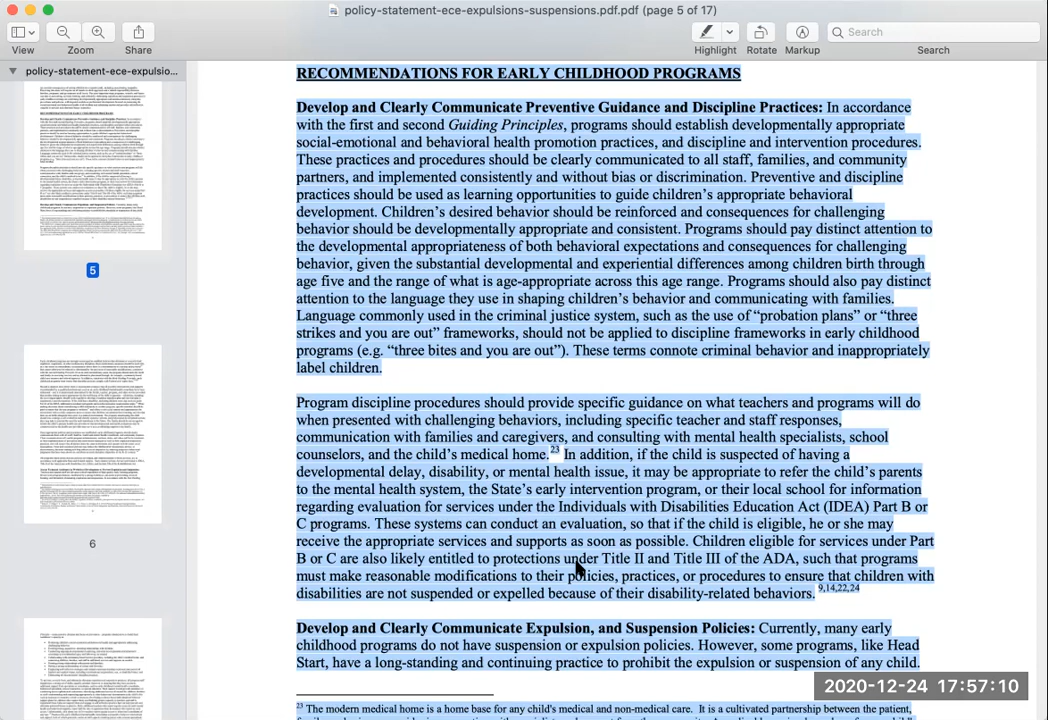 policy-statement-ece-expulsions-suspensions.pdf.pdf (page 5 of 17)
View
Zoom
Share
Highlight
Rotate
Markup
Search
Search
policy-statement-ece-expulsio...
5
6
RECOMMENDATIONS FOR EARLY CHILDHOOD PROGRAMS
Develop and Clearly Communicate Preventive Guidance and Discipline Practices: In accordance
with the first and second Guiding Principles, programs should establish developmentally appropriate
social-emotional and behavioral health promotion practices, and discipline and intervention procedures.
These practices and procedures should be clearly communicated to all staff, families, and community
partners, and implemented consistently and without bias or discrimination. Preventive and discipline
practices should be used as learning opportunities to guide children's appropriate behavioral
development. Children's desired behavior should be reinforced and consequences for challenging
behavior should be developmentally appropriate and consistent. Programs should pay distinct attention to
the developmental appropriateness of both behavioral expectations and consequences for challenging
behavior, given the substantial developmental and experiential differences among children birth through
age five and the range of what is age-appropriate across this age range. Programs should also pay distinct
attention to the language they use in shaping children's behavior and communicating with families.
Language commonly used in the criminal justice system, such as the use of “probation plans” or “three
strikes and you are out” frameworks, should not be applied to discipline frameworks in early childhood
programs (e.g. “three bites and you are out”). These terms connote criminal behavior and inappropriately
label children.
Program discipline procedures should provide specific guidance on what teachers and programs will do
when presented with challenging behaviors, including specific teacher and staff responses,
communication with families and caregivers, and consulting with mental health specialists, school
counselors, and the child's medical home.23 In addition, if the child is suspected of having a
developmental delay, disability, or mental health issue, it may be appropriate to refer the child's parents
to the mental health system, the State's early intervention program, or their local school for information
regarding evaluation for services under the Individuals with Disabilities Education Act (IDEA) Part B or
C programs. These systems can conduct an evaluation, so that if the child is eligible, he or she may
receive the appropriate services and supports as soon as possible. Children eligible for services under Part
B or C are also likely entitled to protections under Title II and Title III of the ADA, such that programs
must make reasonable modifications to their policies, practices, or procedures to ensure that children with
disabilities are not suspended or expelled because of their disability-related behaviors. 9,14,22,24
Develop and Clearly Communicate Expulsion, and Suspension Policies: Currently, many early
childhood programs do not have suspension or expulsion policies. However, some programs, like Head
Start, have a long-standing and continuing practice to prohibit the expulsion or suspension of any child.
2020-12-24 17:57:10
23 The modern medical home is a home base for any child's medical and non-medical care. It is a cultivated partnership between the patient,